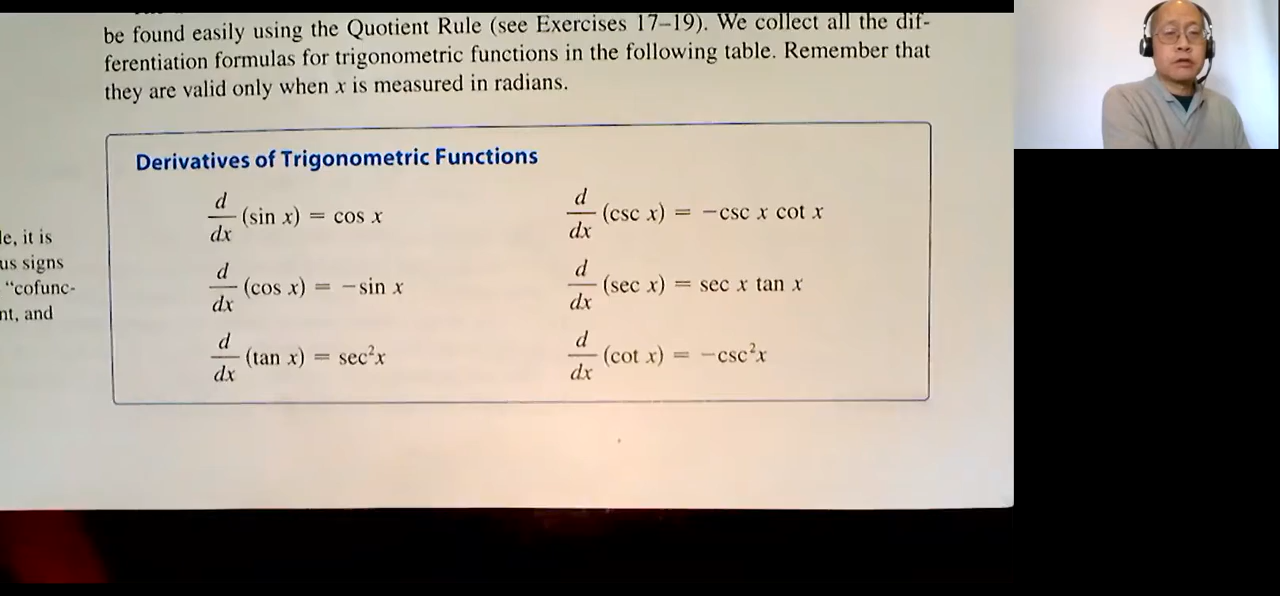 be found easily using the Quotient Rule (see Exercises 17–19). We collect all the dif-
ferentiation formulas for trigonometric functions in the following table. Remember that
they are valid only when x is measured in radians.
Derivatives of Trigonometric Functions
d/dx (sin x) = cos x
d/dx (csc x) = −csc x cot x
d/dx (cos x) = −sin x
d/dx (sec x) = sec x tan x
d/dx (tan x) = sec²x
d/dx (cot x) = −csc²x
it is
signs
"cofunc-
and